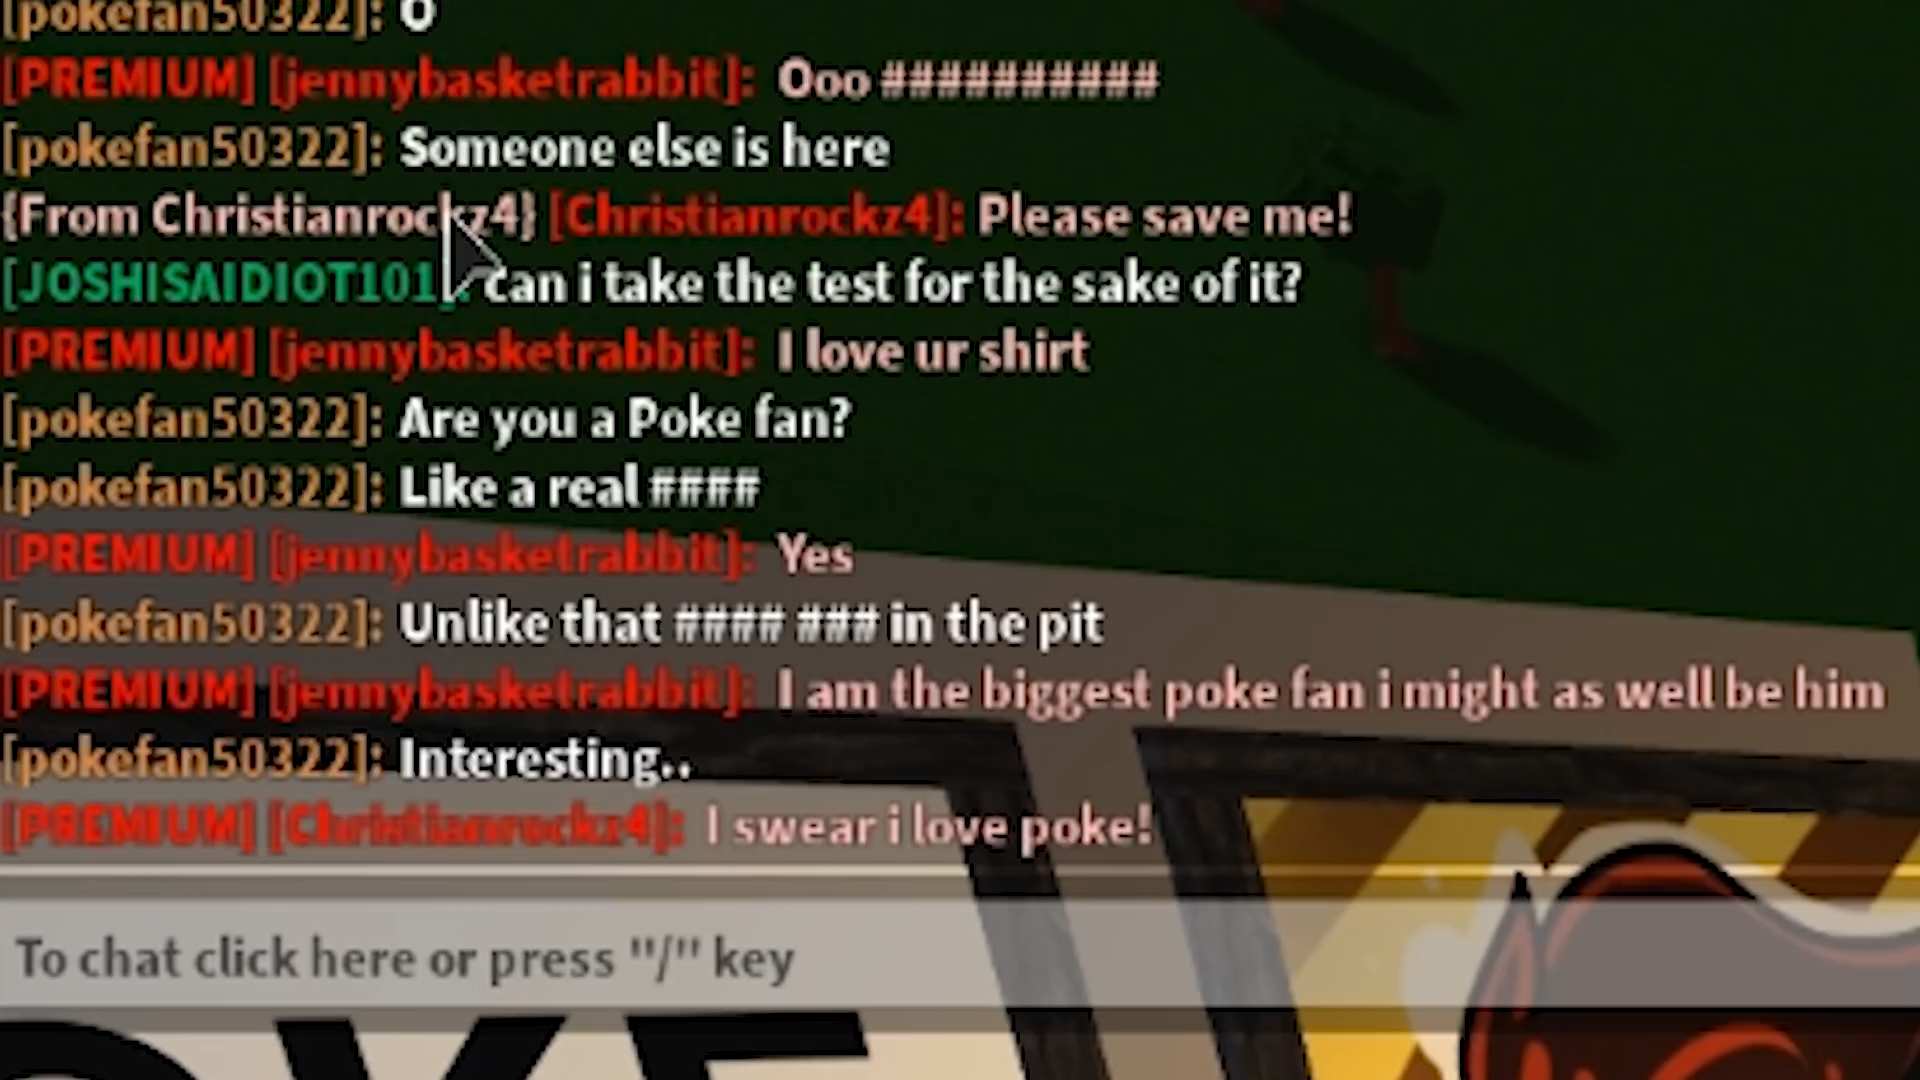 [pokefan50322]: O
[PREMIUM] [jennybasketrabbit]: Ooo ##########
[pokefan50322]: Someone else is here
{From Christianrockz4} [Christianrockz4]: Please save me!
[JOSHISAIDIOT101]: can i take the test for the sake of it?
[PREMIUM] [jennybasketrabbit]: I love ur shirt
[pokefan50322]: Are you a Poke fan?
[pokefan50322]: Like a real ####
[PREMIUM] [jennybasketrabbit]: Yes
[pokefan50322]: Unlike that #### ### in the pit
[PREMIUM] [jennybasketrabbit]: I am the biggest poke fan i might as well be him
[pokefan50322]: Interesting..
[PREMIUM] [Christianrockz4]: I swear i love poke!
To chat click here or press "/" key